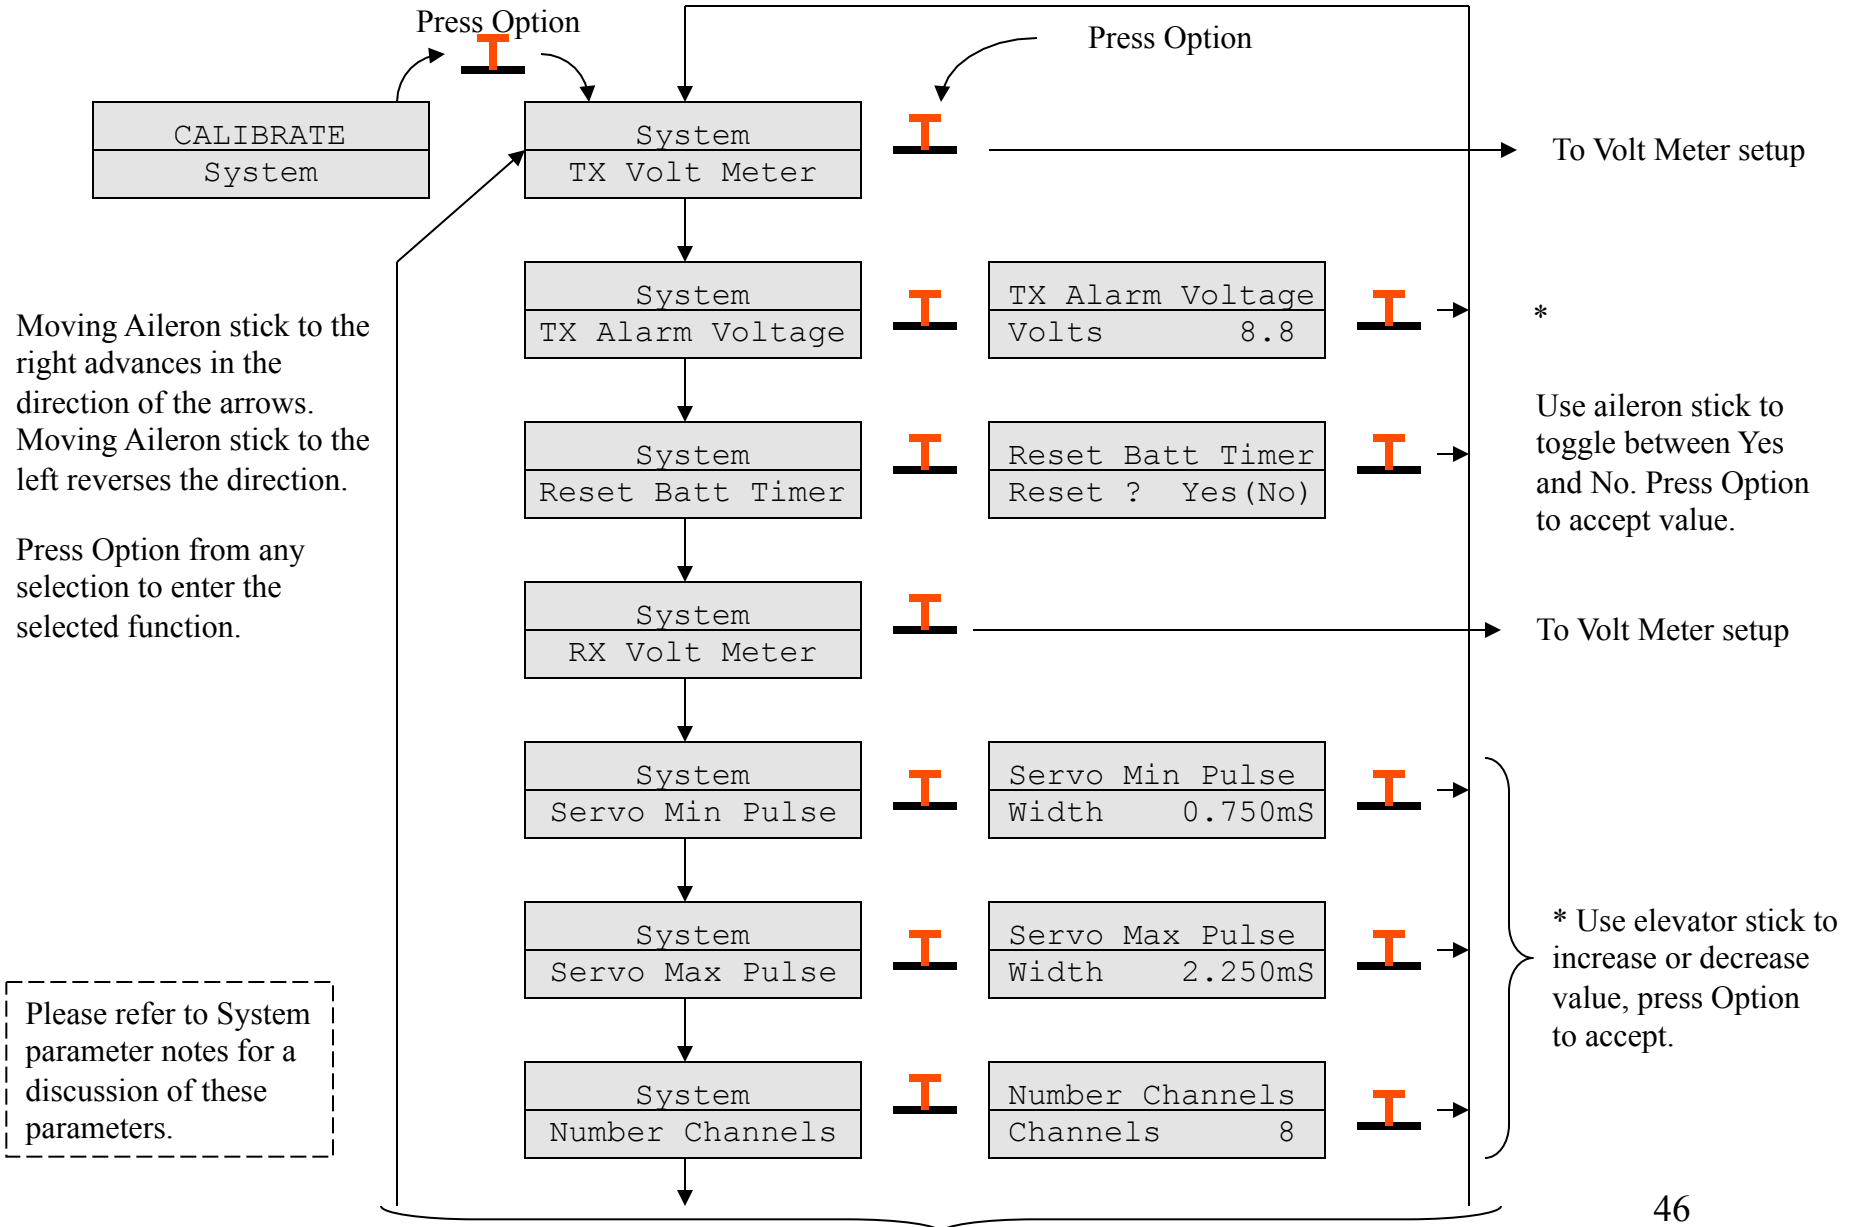 Press Option
Press Option
CALIBRATE
System
System
TX Volt Meter
To Volt Meter setup
System
TX Alarm Voltage
TX Alarm Voltage
Volts 8.8
*
Moving Aileron stick to the
right advances in the
direction of the arrows.
Moving Aileron stick to the
left reverses the direction.
Press Option from any
selection to enter the
selected function.
System
Reset Batt Timer
Reset Batt Timer
Reset ? Yes(No)
Use aileron stick to
toggle between Yes
and No. Press Option
to accept value.
System
RX Volt Meter
To Volt Meter setup
System
Servo Min Pulse
Servo Min Pulse
Width 0.750mS
System
Servo Max Pulse
Servo Max Pulse
Width 2.250mS
* Use elevator stick to
increase or decrease
value, press Option
to accept.
Please refer to System
parameter notes for a
discussion of these
parameters.
System
Number Channels
Number Channels
Channels 8
46